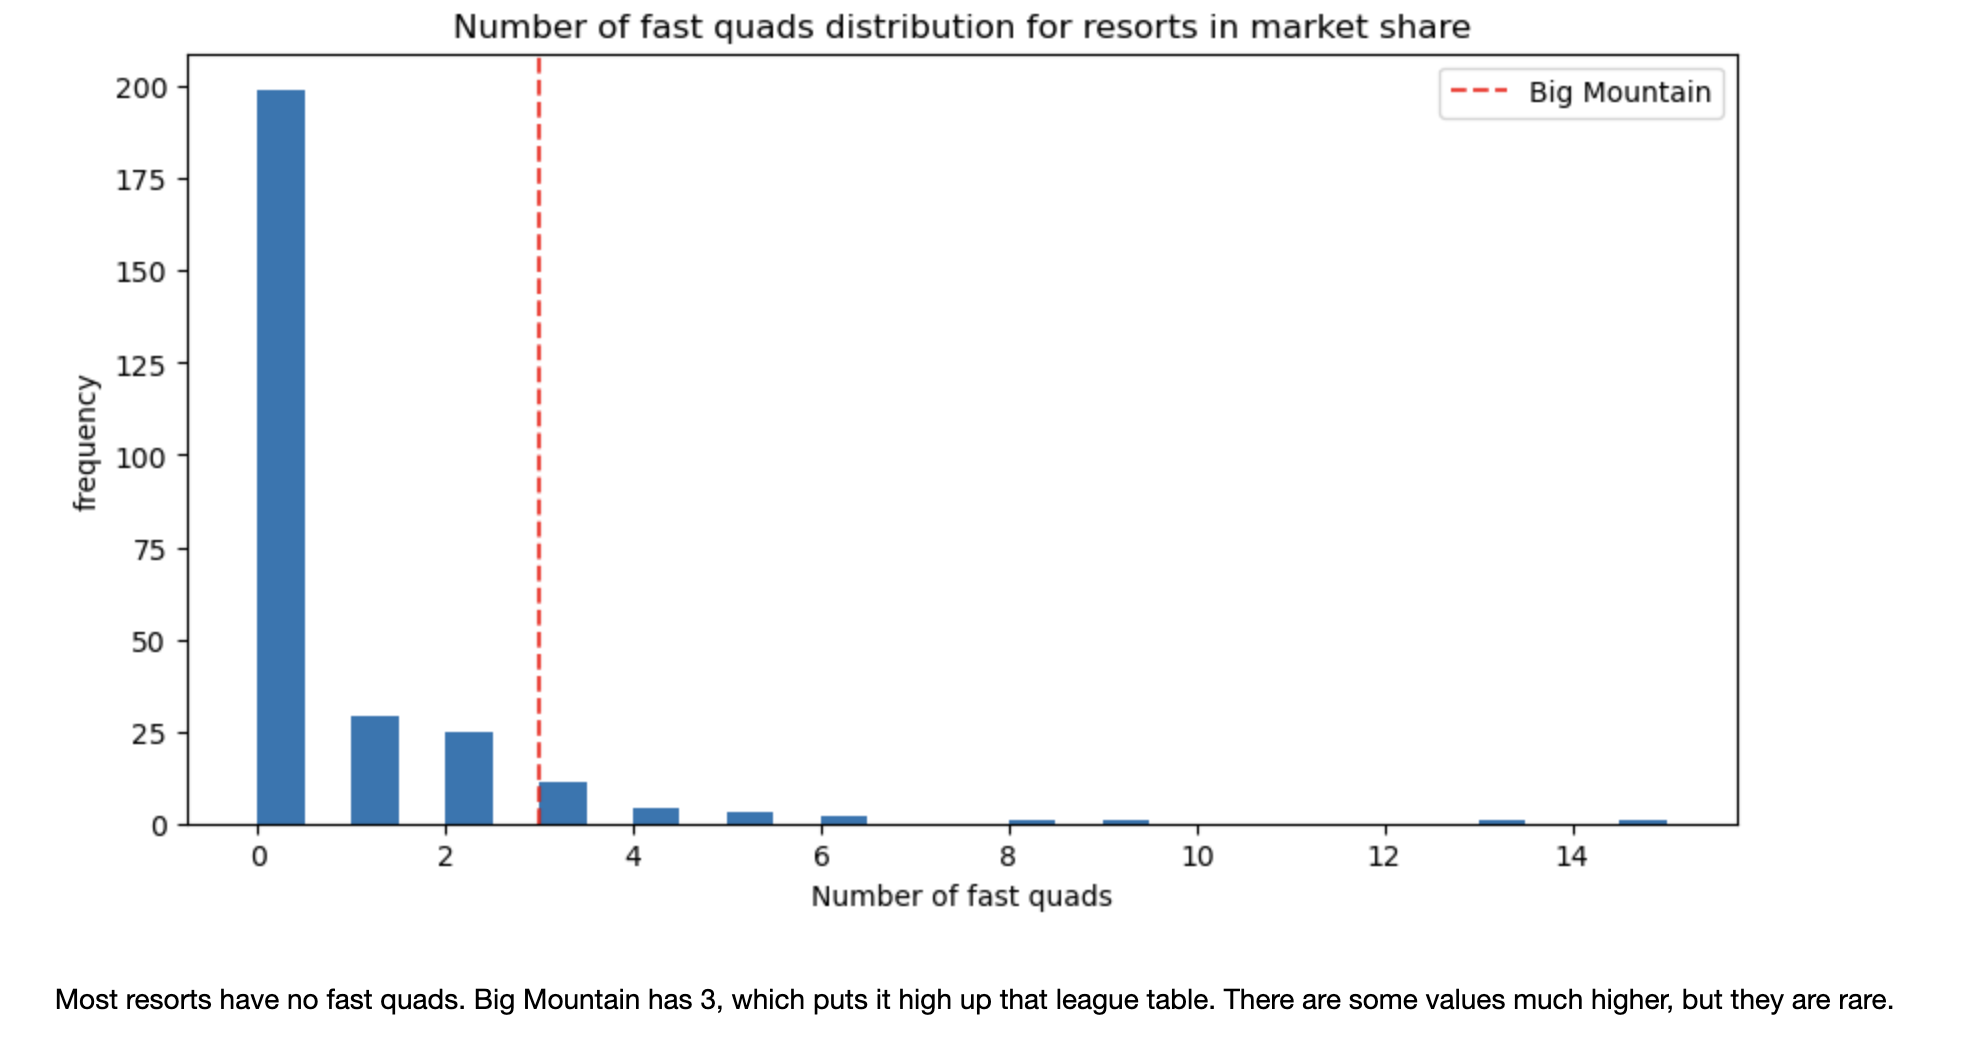 Number of fast quads distribution for resorts in market share
Big Mountain
200
175
150
125
100
75
50
25
0
frequency
0 2 4 6 8 10 12 14
Number of fast quads
Most resorts have no fast quads. Big Mountain has 3, which puts it high up that league table. There are some values much higher, but they are rare.